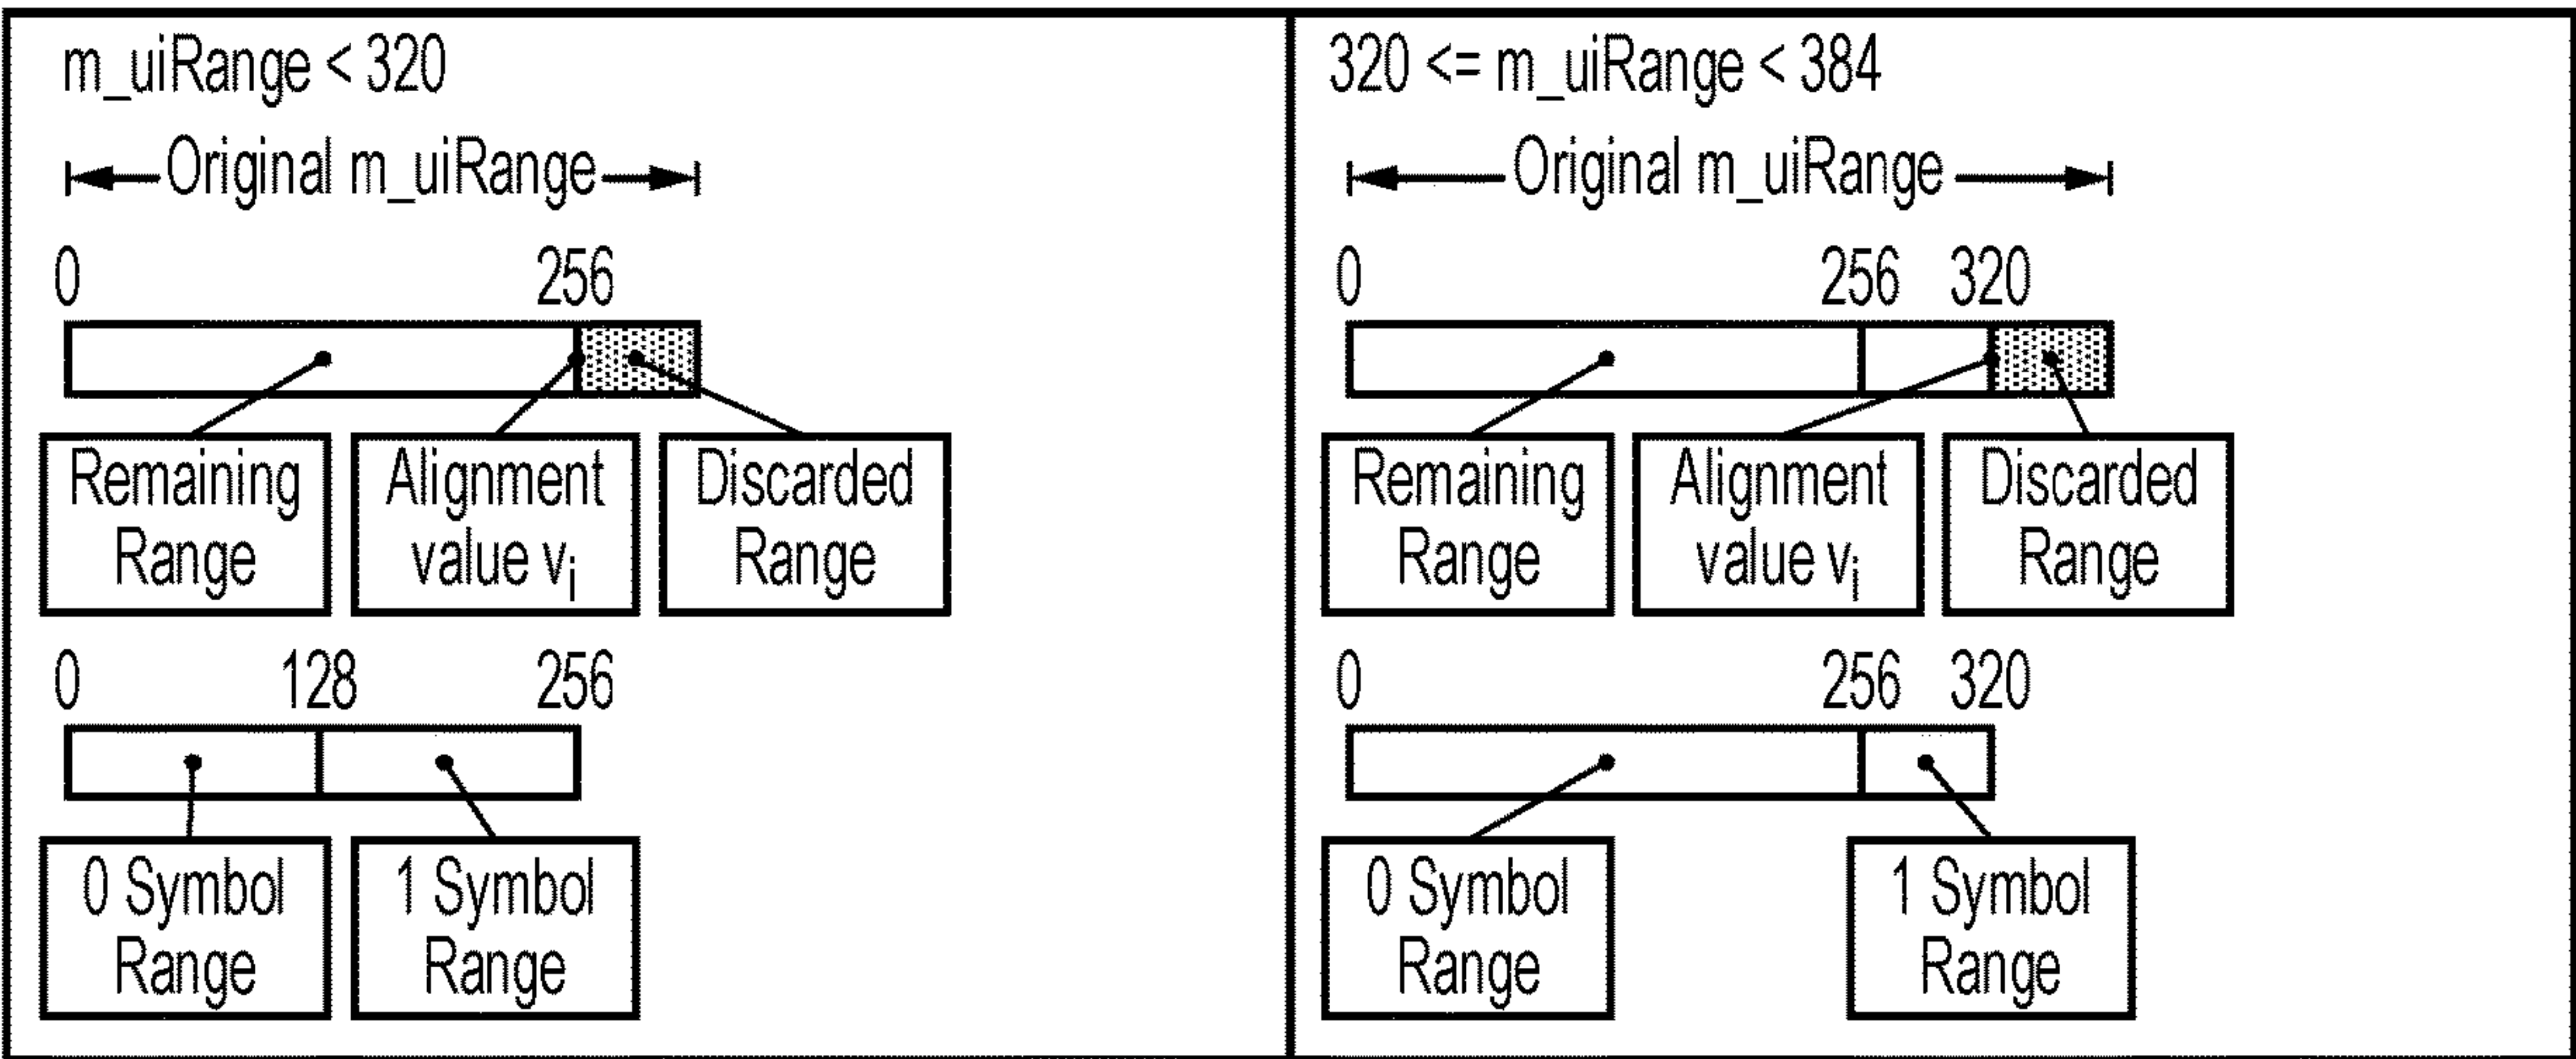 m_uiRange < 320
Original m_uiRange
0 256
Remaining Range
Alignment value vi
Discarded Range
0 128 256
0 Symbol Range
1 Symbol Range
320 <= m_uiRange < 384
Original m_uiRange
0 256 320
Remaining Range
Alignment value vi
Discarded Range
0 256 320
0 Symbol Range
1 Symbol Range